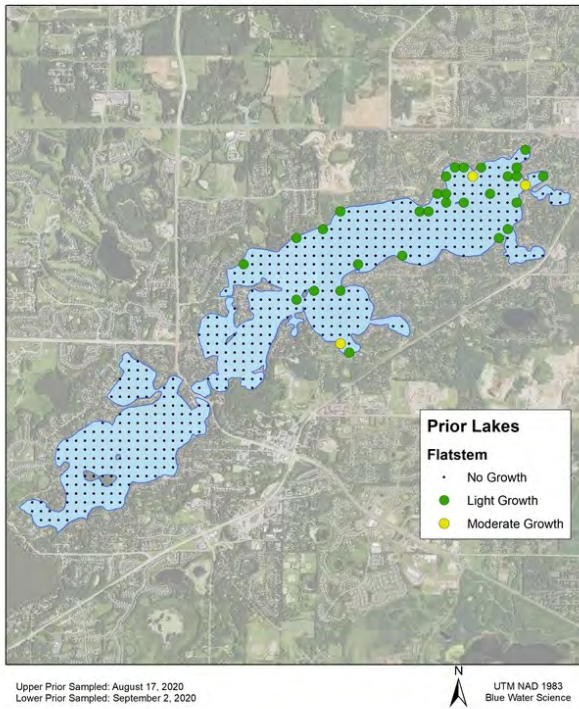 Prior Lakes
Flatstem
No Growth
Light Growth
Moderate Growth
Upper Prior Sampled: August 17, 2020
Lower Prior Sampled: September 2, 2020
N
UTM NAD 1983
Blue Water Science